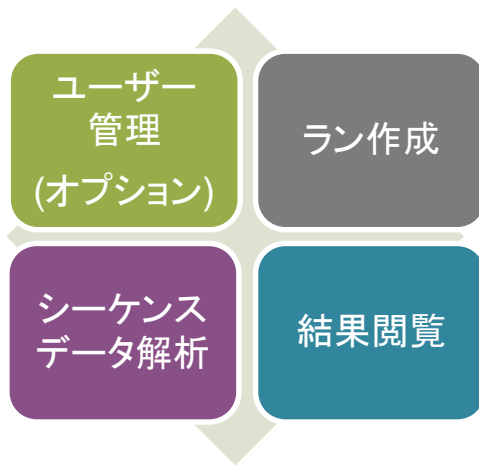 ユーザー
管理
(オプション)
ラン作成
シーケンス
データ解析
結果閲覧